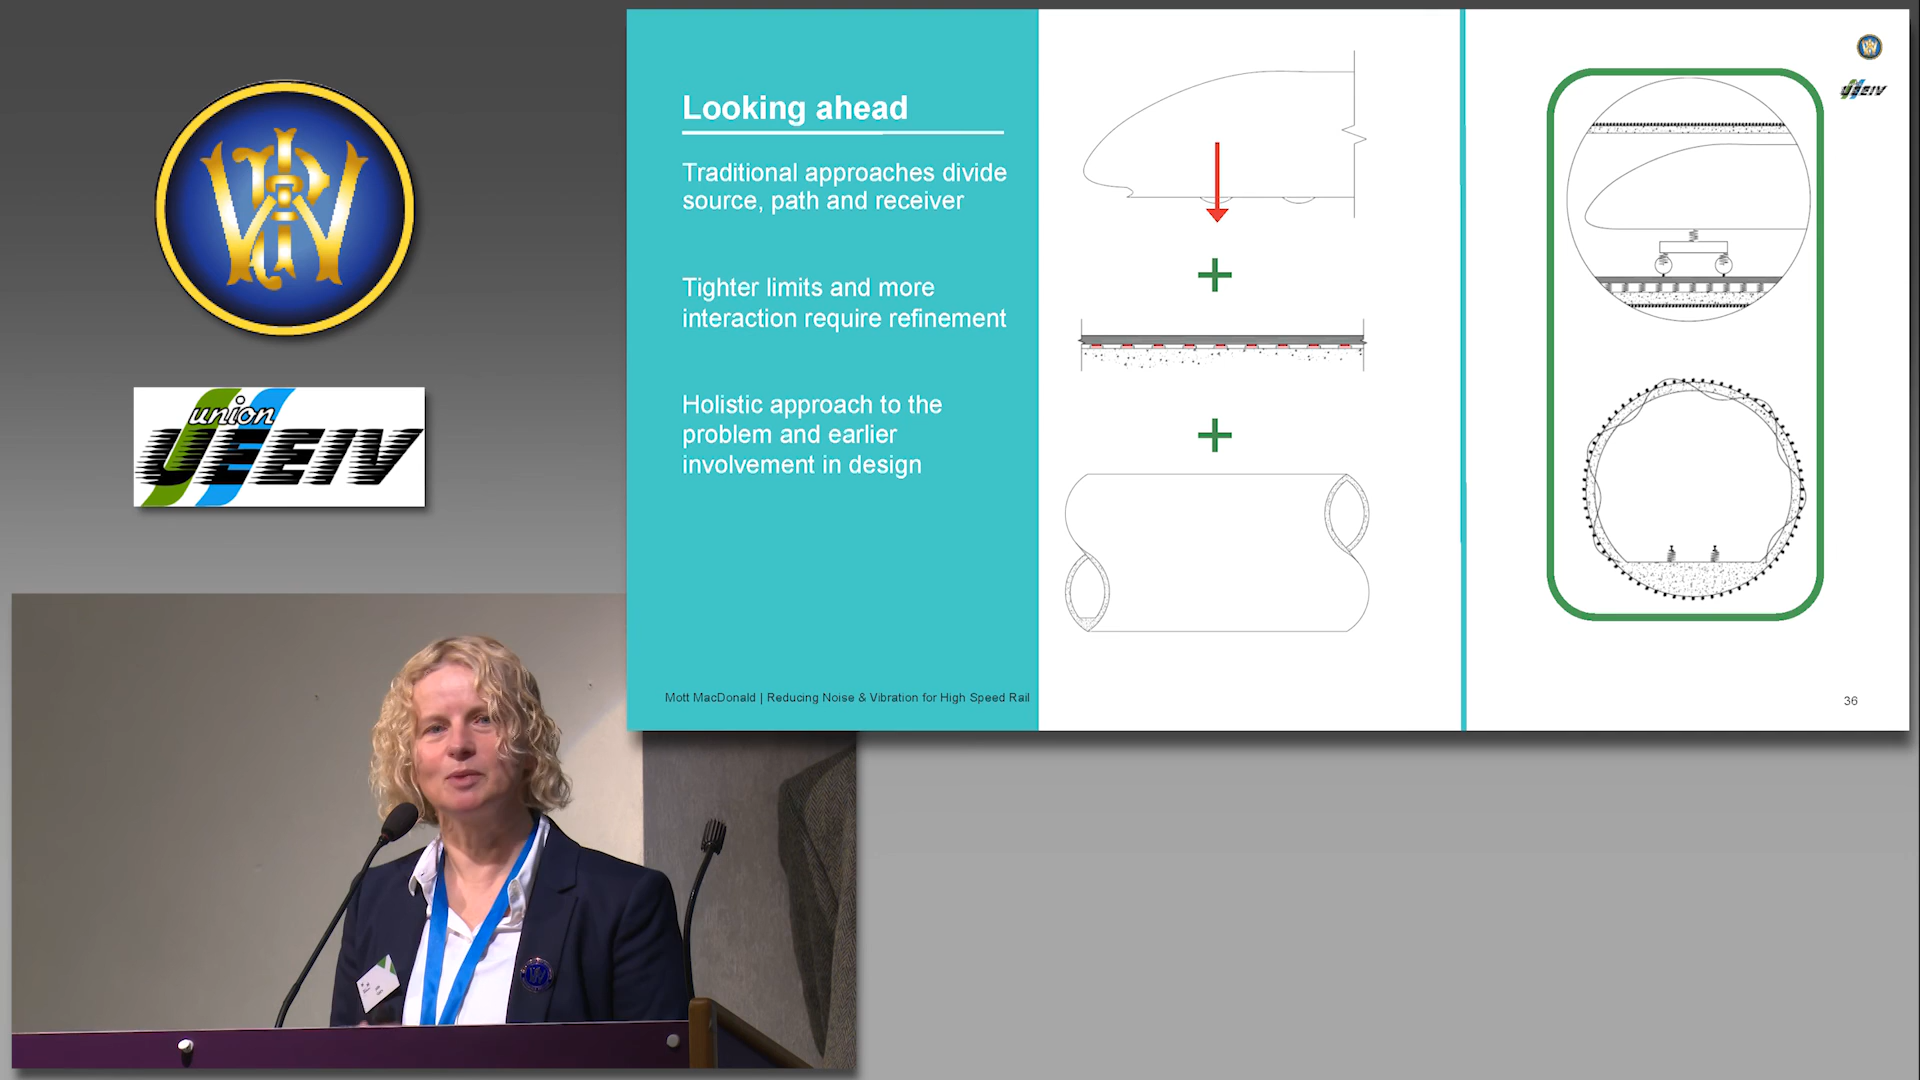 union
UEEIV
Looking ahead
Traditional approaches divide
source, path and receiver
Tighter limits and more
interaction require refinement
Holistic approach to the
problem and earlier
involvement in design
Mott MacDonald | Reducing Noise & Vibration for High Speed Rail
UEEIV
36